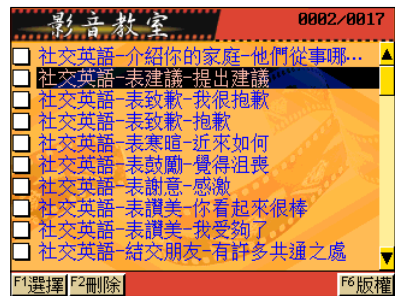 影音教室 0002/0017
社交英語-介紹你的家庭-他們從事哪…
社交英語-表建議-提出建議
社交英語-表致歉-我很抱歉
社交英語-表致歉-抱歉
社交英語-表寒暄-近來如何
社交英語-表鼓勵-覺得沮喪
社交英語-表謝意-感激
社交英語-表讚美-你看起來很棒
社交英語-表讚美-我受夠了
社交英語-結交朋友-有許多共通之處
F1選擇 F2刪除 F6版權